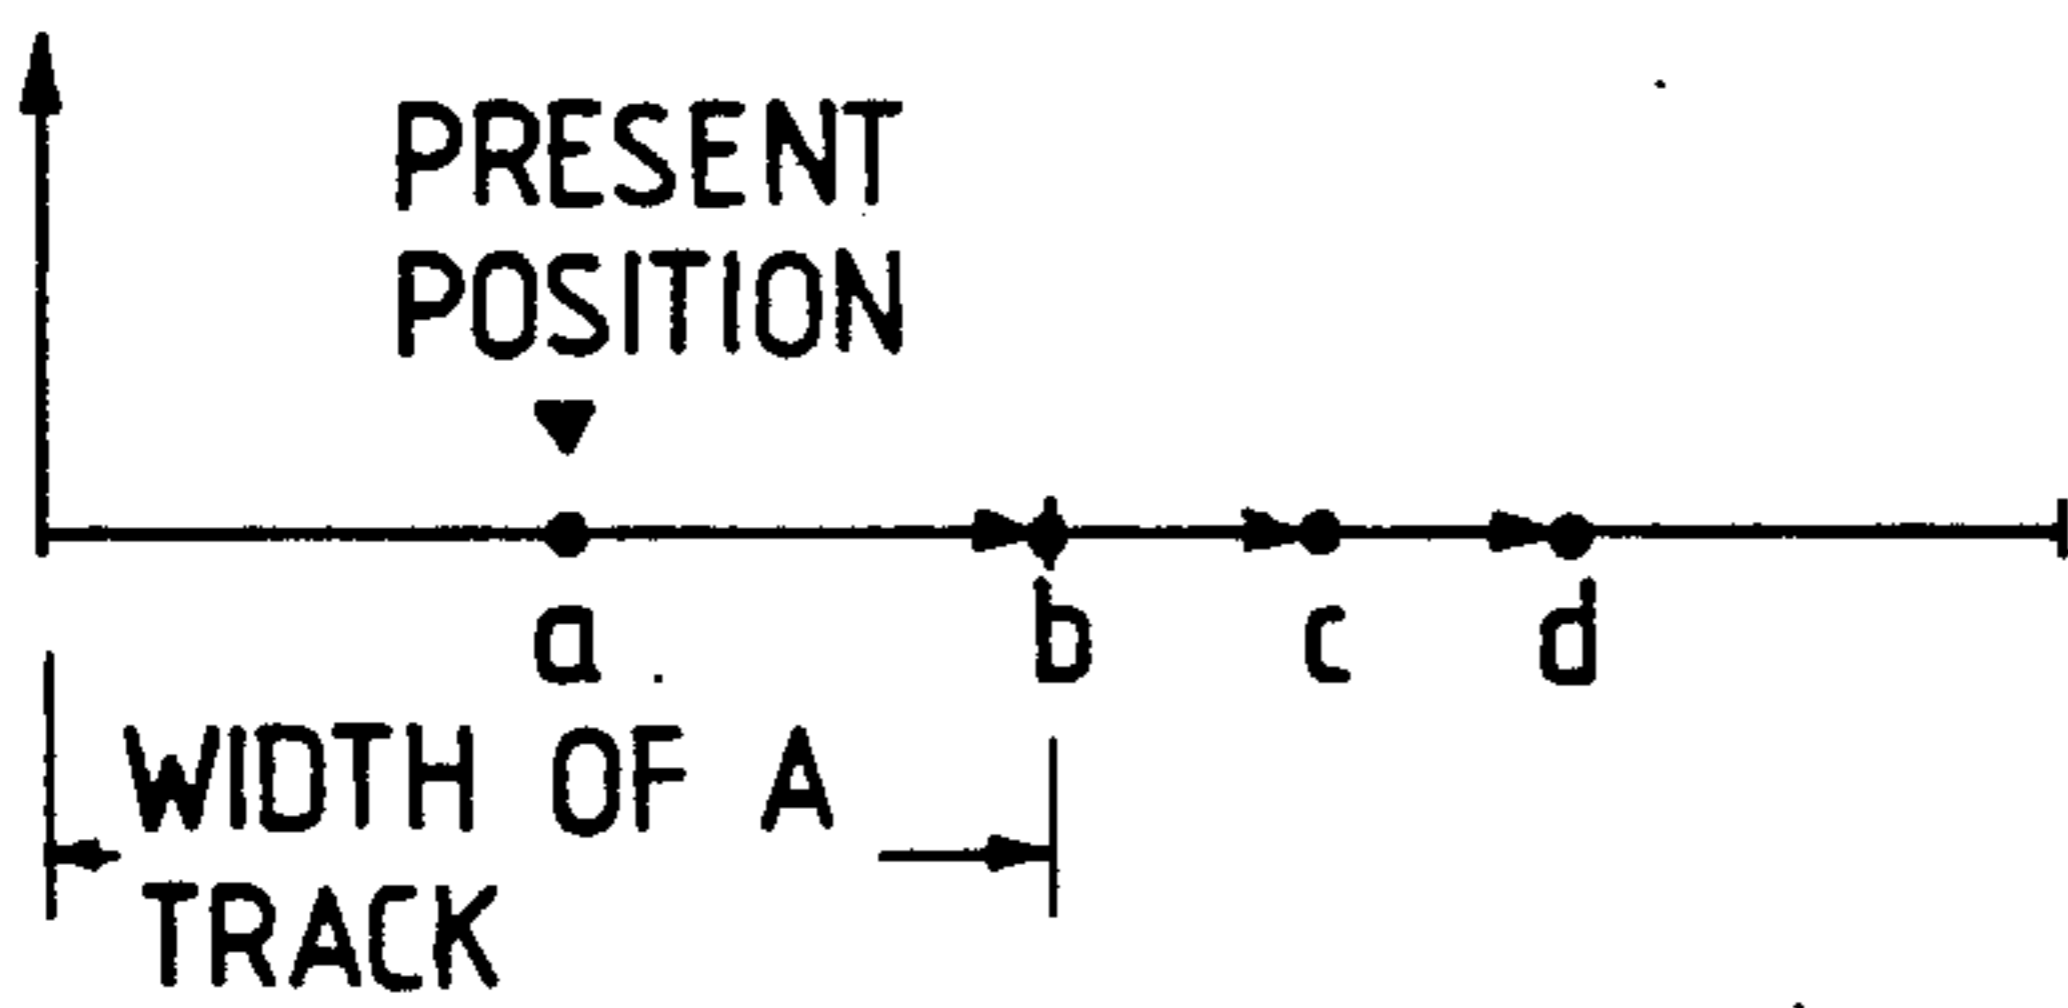 PRESENT
POSITION
a b c d
WIDTH OF A
TRACK